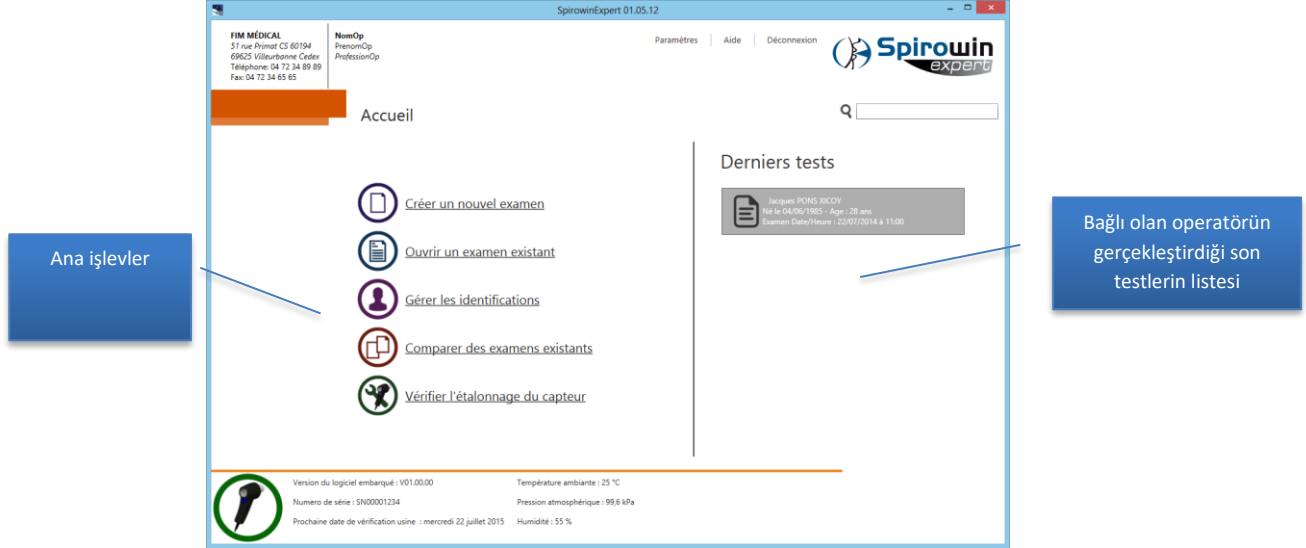 SpirowinExpert 01.05.12
FIM MÉDICAL
51 rue Primat CS 60194
69625 Villeurbanne Cedex
Téléphone: 04 72 34 89 89
Fax: 04 72 34 65 65
NomOp
PrenomOp
ProfessionOp
Paramètres
Aide
Déconnexion
Spirowin
expert
Accueil
Derniers tests
Jacques PONS XICOY
Né le 04/06/1985 - Age : 28 ans
Examen Date/Heure : 22/07/2014 à 11:00
Créer un nouvel examen
Ouvrir un examen existant
Gérer les identifications
Comparer des examens existants
Vérifier l'étalonnage du capteur
Ana işlevler
Bağlı olan operatörün
gerçekleştirdiği son
testlerin listesi
Version du logiciel embarqué : V01.00.00
Numero de série : SN00001234
Prochaine date de vérification usine : mercredi 22 juillet 2015
Température ambiante : 25 °C
Pression atmosphérique : 99,6 kPa
Humidité : 55 %